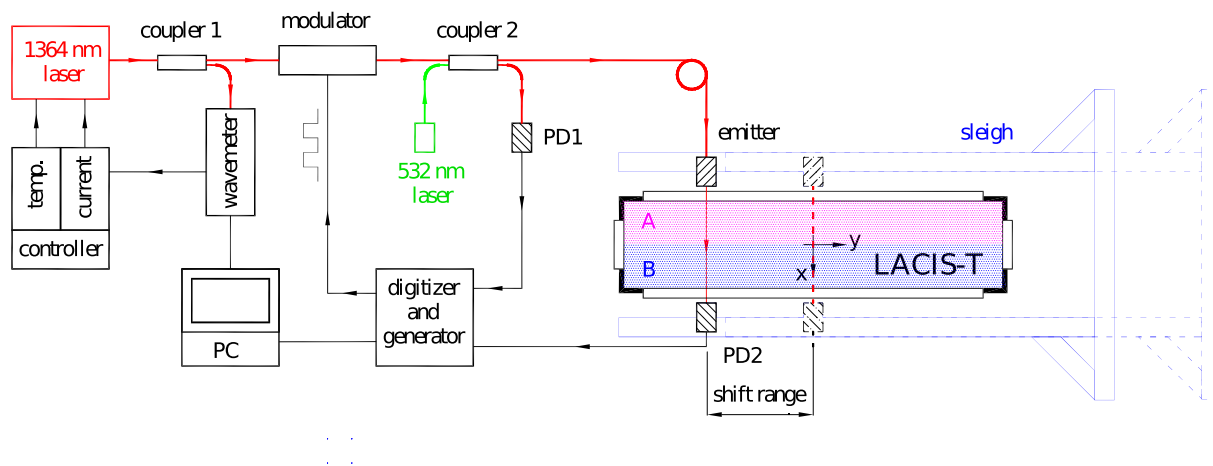 modulator
coupler 1
coupler 2
1364 nm
laser
PD1
emitter
sleigh
532 nm
laser
wavemeter
temp.
current
controller
A
B
y
x
LACIS-T
digitizer
and
generator
PC
PD2
shift range